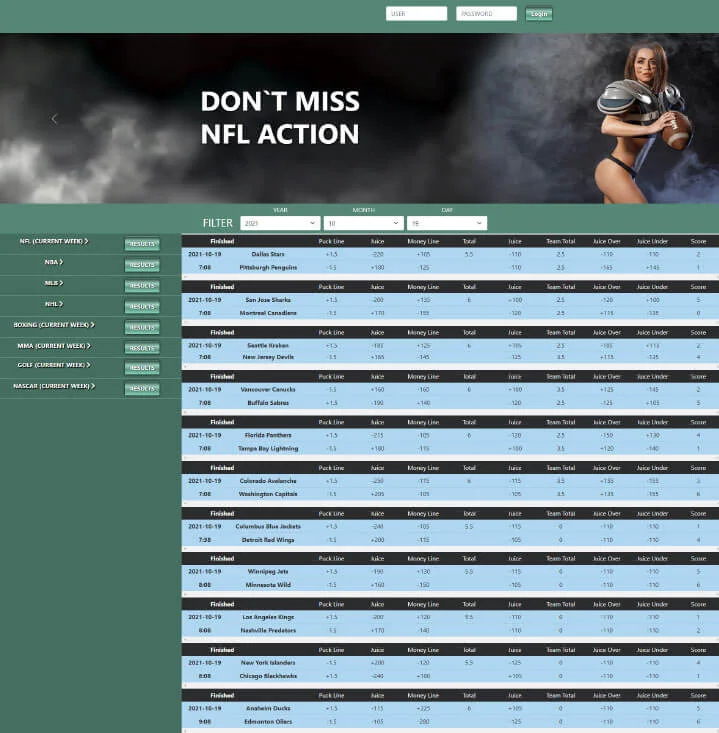 USER PASSWORD Login
DON`T MISS
NFL ACTION
YEAR MONTH DAY
FILTER 2021 10 19
NFL (CURRENT WEEK) RESULTS
NBA RESULTS
MLB RESULTS
NHL RESULTS
BOXING (CURRENT WEEK) RESULTS
MMA (CURRENT WEEK) RESULTS
GOLF (CURRENT WEEK) RESULTS
NASCAR (CURRENT WEEK) RESULTS
Finished Puck Line Juice Money Line Total Juice Team Total Juice Over Juice Under Score
2021-10-19 Dallas Stars +1.5 -220 +105 5.5 -110 2.5 -110 -110 2
7:08 Pittsburgh Penguins -1.5 +180 -125 -110 2.5 -165 +145 1
Finished Puck Line Juice Money Line Total Juice Team Total Juice Over Juice Under Score
2021-10-19 San Jose Sharks +1.5 -200 +135 6 +100 2.5 -120 +100 5
7:08 Montreal Canadiens -1.5 +170 -155 -120 2.5 +115 -135 0
Finished Puck Line Juice Money Line Total Juice Team Total Juice Over Juice Under Score
2021-10-19 Seattle Kraken +1.5 -185 +125 6 -105 2.5 -105 +115 2
7:08 New Jersey Devils -1.5 +165 -145 -125 3.5 +115 -135 4
Finished Puck Line Juice Money Line Total Juice Team Total Juice Over Juice Under Score
2021-10-19 Vancouver Canucks -1.5 +160 -160 6 +100 3.5 +125 -145 2
7:08 Buffalo Sabres +1.5 -190 +140 -120 2.5 -125 +105 5
Finished Puck Line Juice Money Line Total Juice Team Total Juice Over Juice Under Score
2021-10-19 Florida Panthers +1.5 -215 -105 6 -120 2.5 -150 +130 4
7:08 Tampa Bay Lightning -1.5 +180 -115 +100 3.5 +120 -140 1
Finished Puck Line Juice Money Line Total Juice Team Total Juice Over Juice Under Score
2021-10-19 Colorado Avalanche +1.5 -250 -115 6 -115 3.5 +135 -155 3
7:08 Washington Capitals -1.5 +205 -105 -105 3.5 +135 -155 6
Finished Puck Line Juice Money Line Total Juice Team Total Juice Over Juice Under Score
2021-10-19 Columbus Blue Jackets +1.5 -240 -105 5.5 -115 0 -110 -110 1
7:38 Detroit Red Wings -1.5 +200 -115 -105 0 -110 -110 4
Finished Puck Line Juice Money Line Total Juice Team Total Juice Over Juice Under Score
2021-10-19 Winnipeg Jets +1.5 -190 +130 5.5 -115 0 -110 -110 5
8:08 Minnesota Wild -1.5 +160 -150 -105 0 -110 -110 6
Finished Puck Line Juice Money Line Total Juice Team Total Juice Over Juice Under Score
2021-10-19 Los Angeles Kings +1.5 -200 +120 5.5 -110 0 -110 -110 1
8:08 Nashville Predators -1.5 +170 -140 -110 0 -110 -110 2
Finished Puck Line Juice Money Line Total Juice Team Total Juice Over Juice Under Score
2021-10-19 New York Islanders -1.5 +200 -120 5.5 -125 0 -110 -110 4
8:08 Chicago Blackhawks +1.5 -240 +100 +105 0 -110 -110 1
Finished Puck Line Juice Money Line Total Juice Team Total Juice Over Juice Under Score
2021-10-19 Anaheim Ducks +1.5 -115 +225 6 +105 0 -110 -110 5
9:08 Edmonton Oilers -1.5 -105 -280 -125 0 -110 -110 6